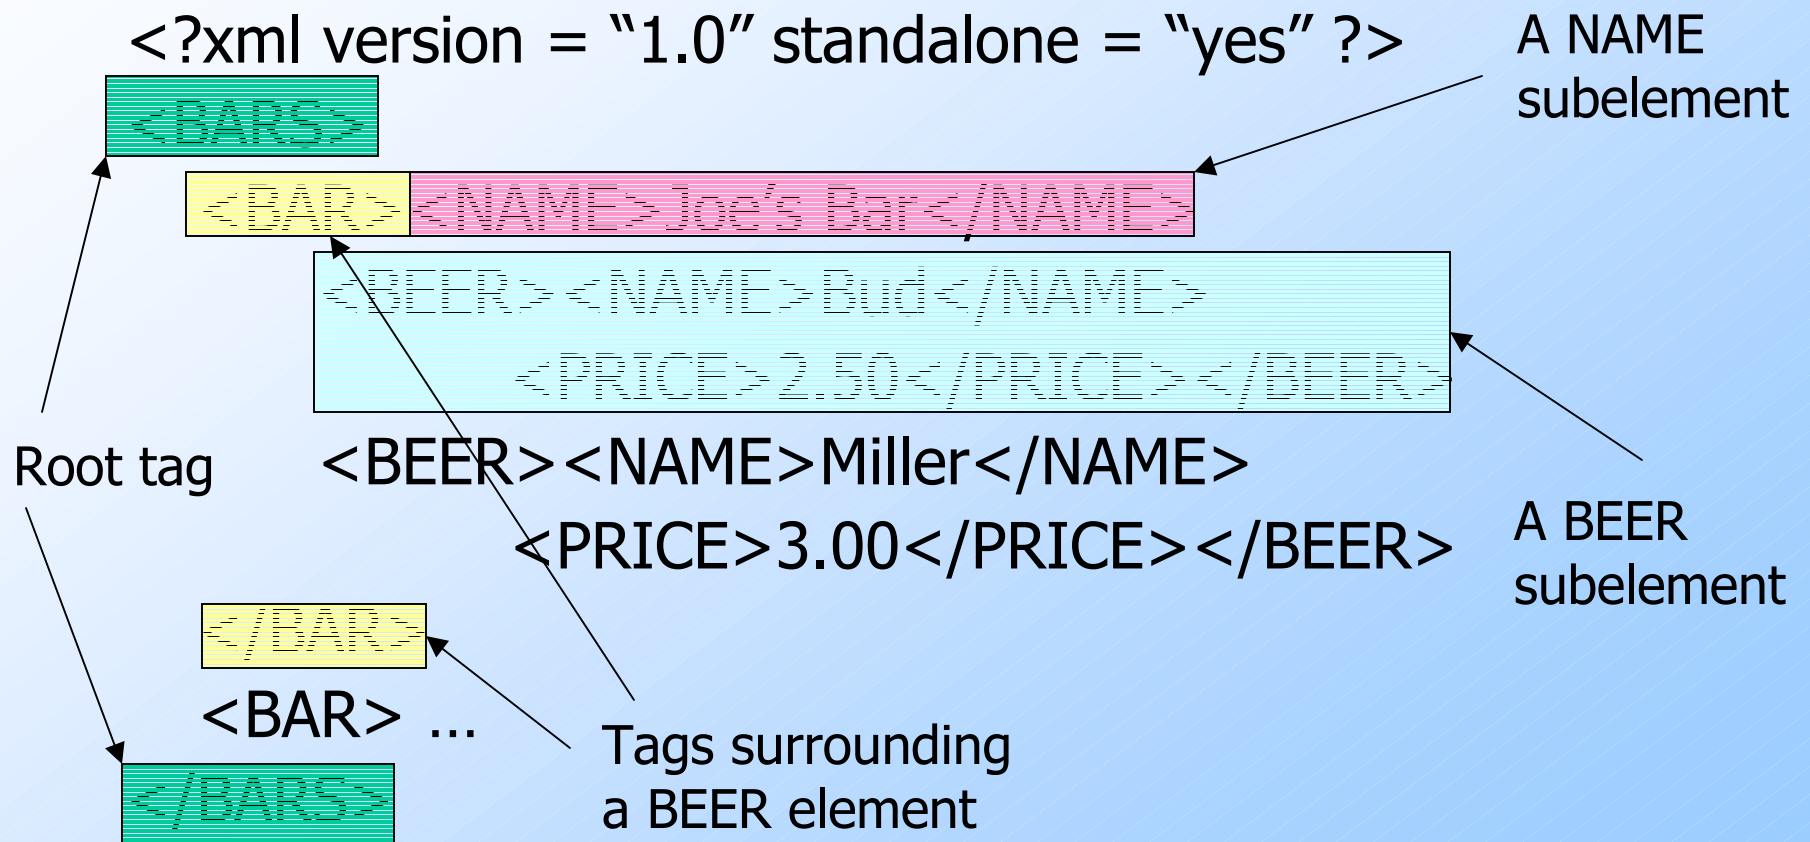 <?xml version = “1.0” standalone = “yes” ?>
A NAME
subelement
<BARS>
<BAR><NAME>Joe’s Bar</NAME>
<BEER><NAME>Bud</NAME>
<PRICE>2.50</PRICE></BEER>
Root tag
<BEER><NAME>Miller</NAME>
<PRICE>3.00</PRICE></BEER>
A BEER
subelement
</BAR>
<BAR> …
Tags surrounding
a BEER element
</BARS>